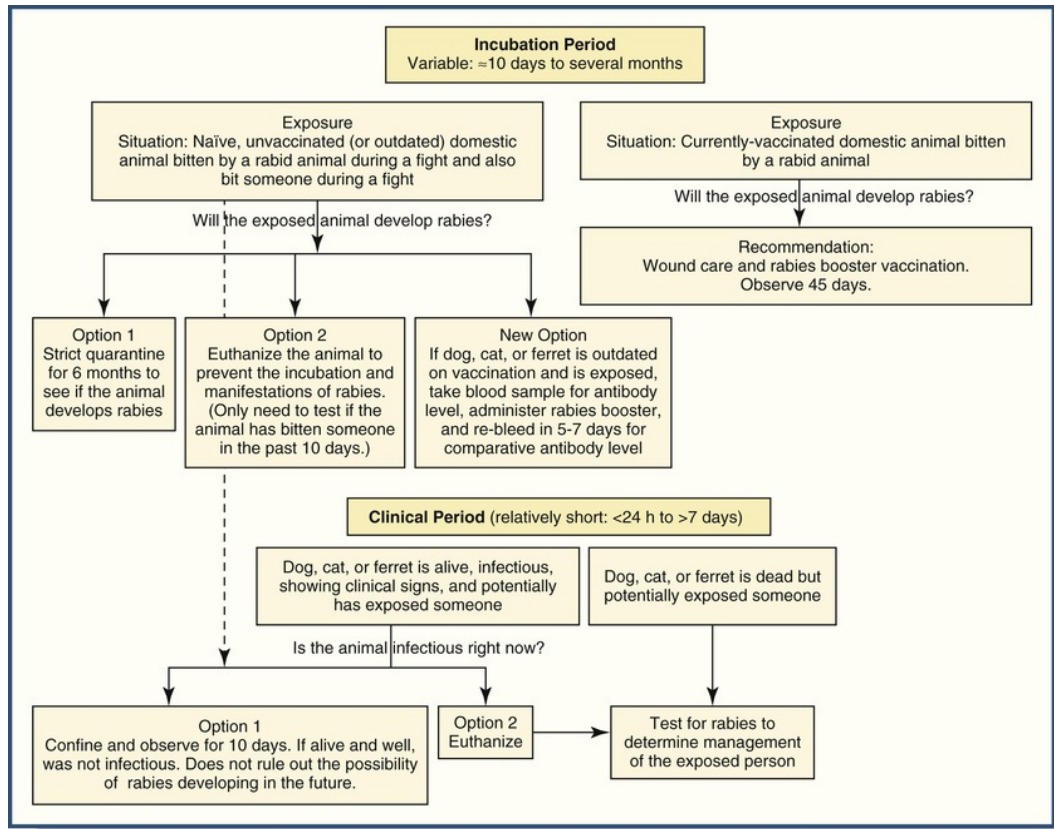 Incubation Period
Variable: ≈10 days to several months
Exposure
Situation: Naïve, unvaccinated (or outdated) domestic
animal bitten by a rabid animal during a fight and also
bit someone during a fight
Exposure
Situation: Currently-vaccinated domestic animal bitten
by a rabid animal
Will the exposed animal develop rabies?
Will the exposed animal develop rabies?
Recommendation:
Wound care and rabies booster vaccination.
Observe 45 days.
Option 1
Strict quarantine
for 6 months to
see if the animal
develops rabies
Option 2
Euthanize the animal to
prevent the incubation and
manifestations of rabies.
(Only need to test if the
animal has bitten someone
in the past 10 days.)
New Option
If dog, cat, or ferret is outdated
on vaccination and is exposed,
take blood sample for antibody
level, administer rabies booster,
and re-bleed in 5-7 days for
comparative antibody level
Clinical Period (relatively short: <24 h to >7 days)
Dog, cat, or ferret is alive, infectious,
showing clinical signs, and potentially
has exposed someone
Dog, cat, or ferret is dead but
potentially exposed someone
Is the animal infectious right now?
Option 1
Confine and observe for 10 days. If alive and well,
was not infectious. Does not rule out the possibility
of rabies developing in the future.
Option 2
Euthanize
Test for rabies to
determine management
of the exposed person